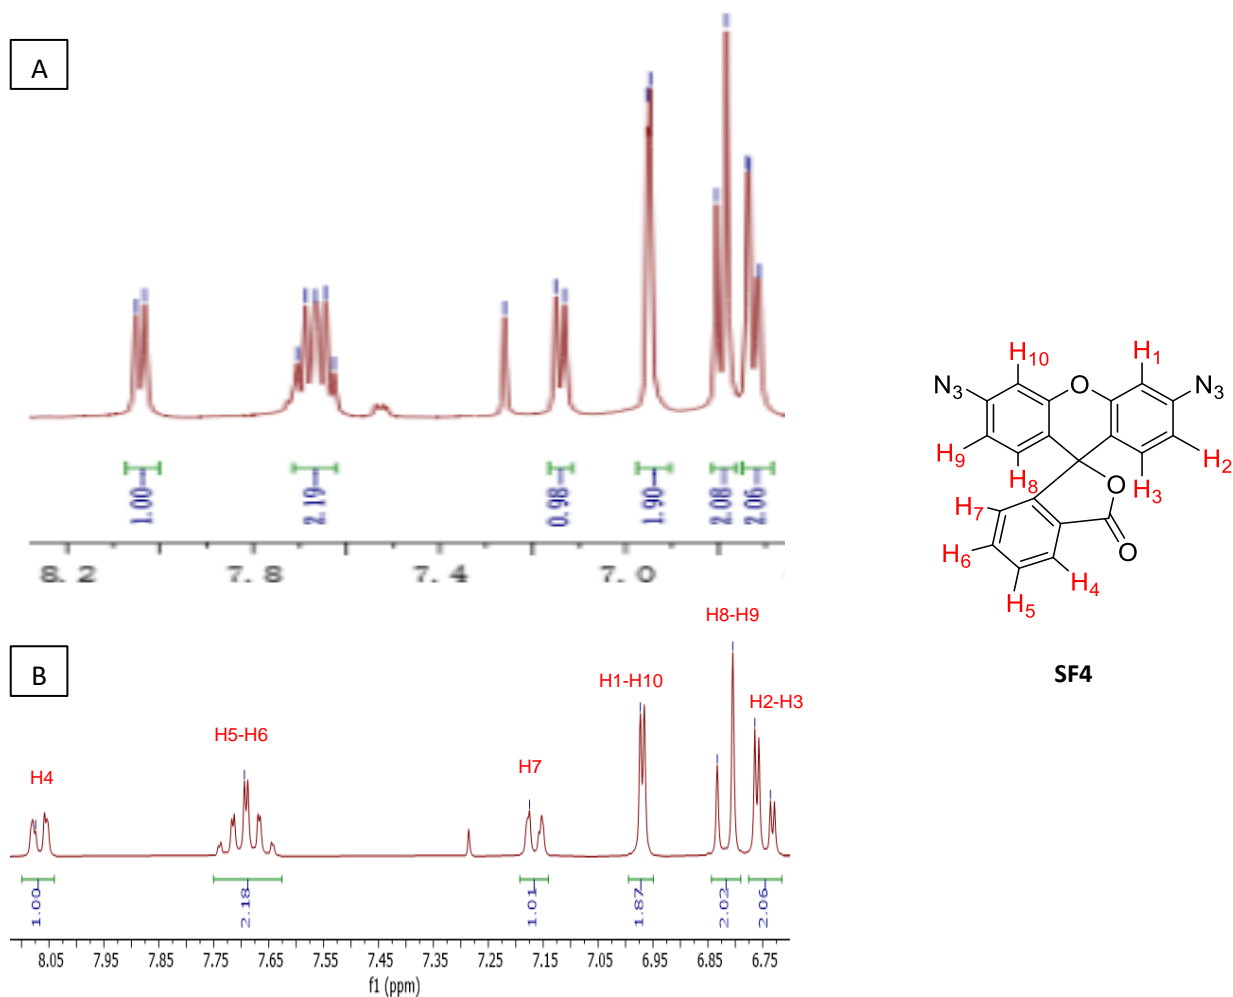 A
1.00
2.19
0.98
1.90
2.08
2.06
8.2 7.8 7.4 7.0
B
H4
H5-H6
H7
H1-H10
H8-H9
H2-H3
1.00
2.18
1.01
1.87
2.02
2.06
8.05 7.95 7.85 7.75 7.65 7.55 7.45 7.35 7.25 7.15 7.05 6.95 6.85 6.75
f1 (ppm)
H10 H1
N3 O N3
H9 H2
H8 O H3
H7
H6 O
H4
H5
SF4